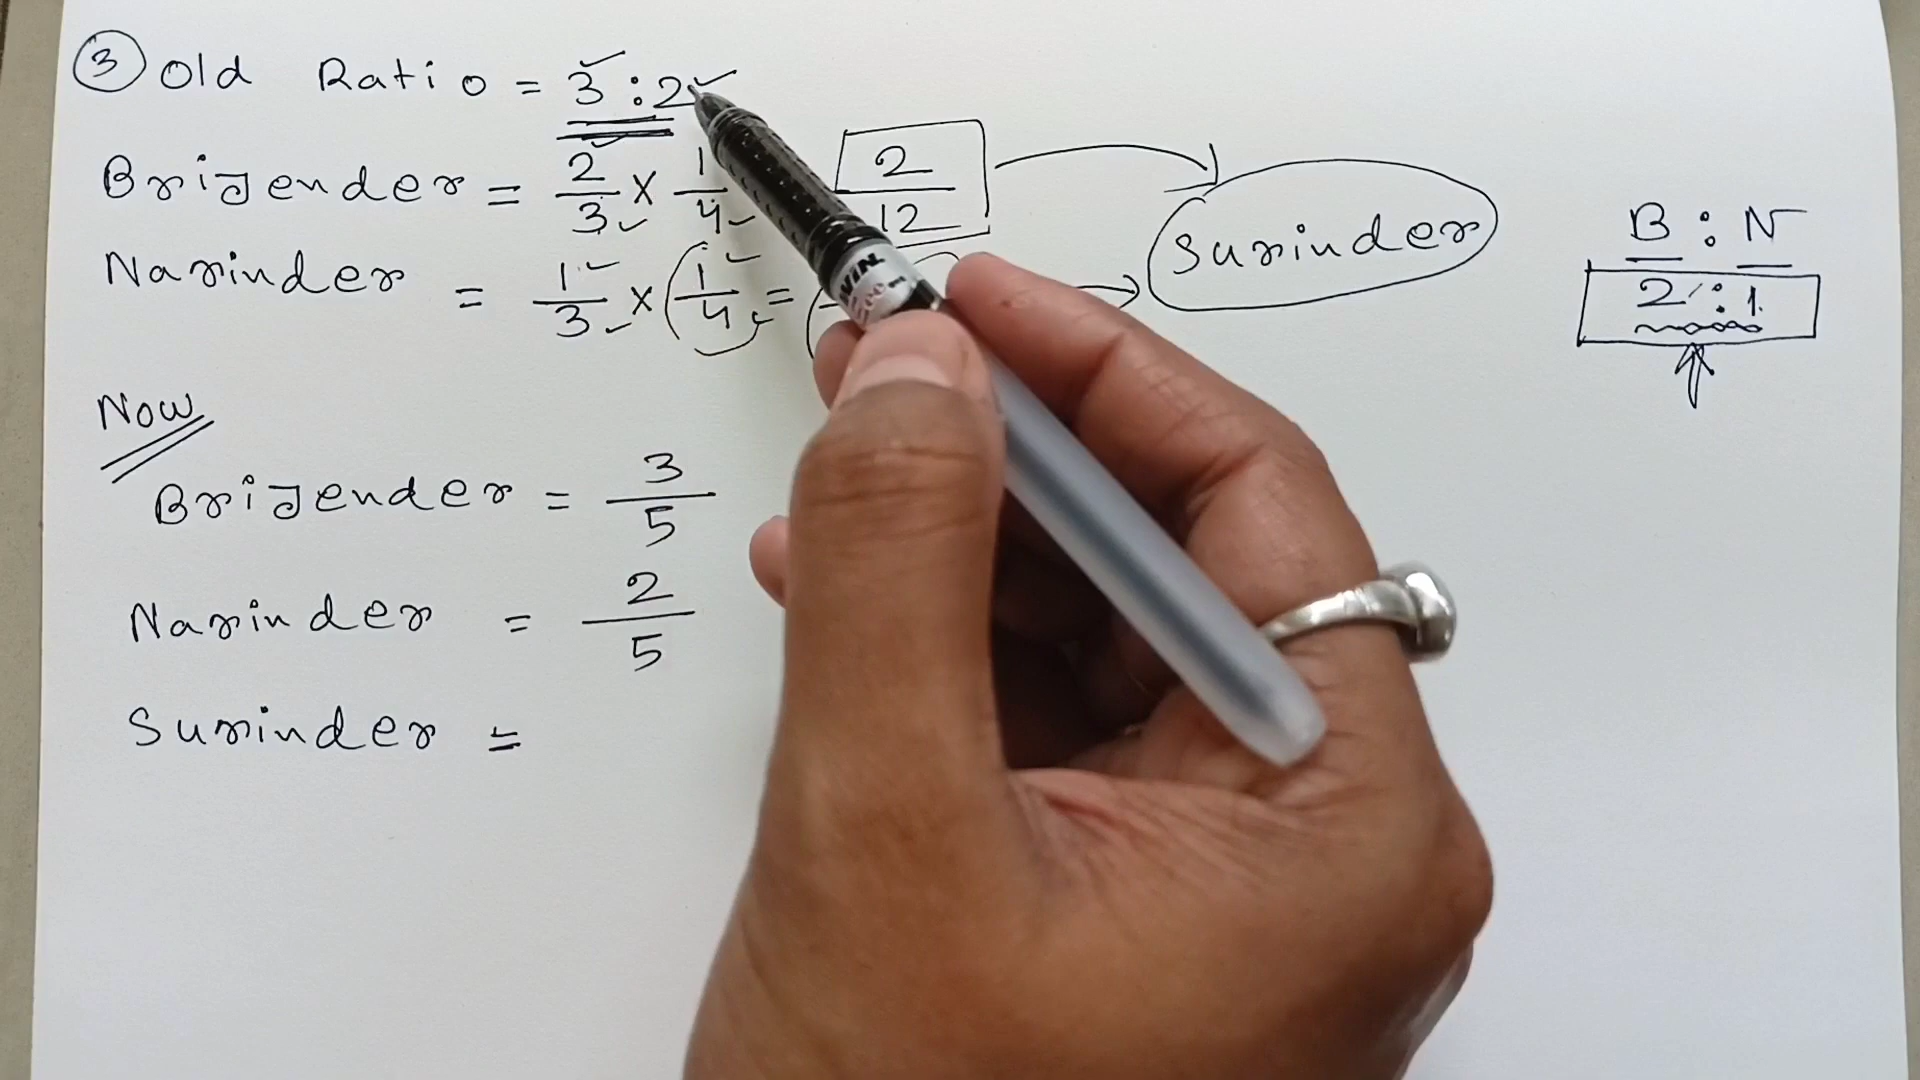 3 Old Ratio = 3 : 2
Brijender = 2/3 x 1/4 2/12
Narinder = 1/3 x 1/4 =
Surinder
B : N
2 : 1
Now
Brijender = 3/5
Narinder = 2/5
Surinder =